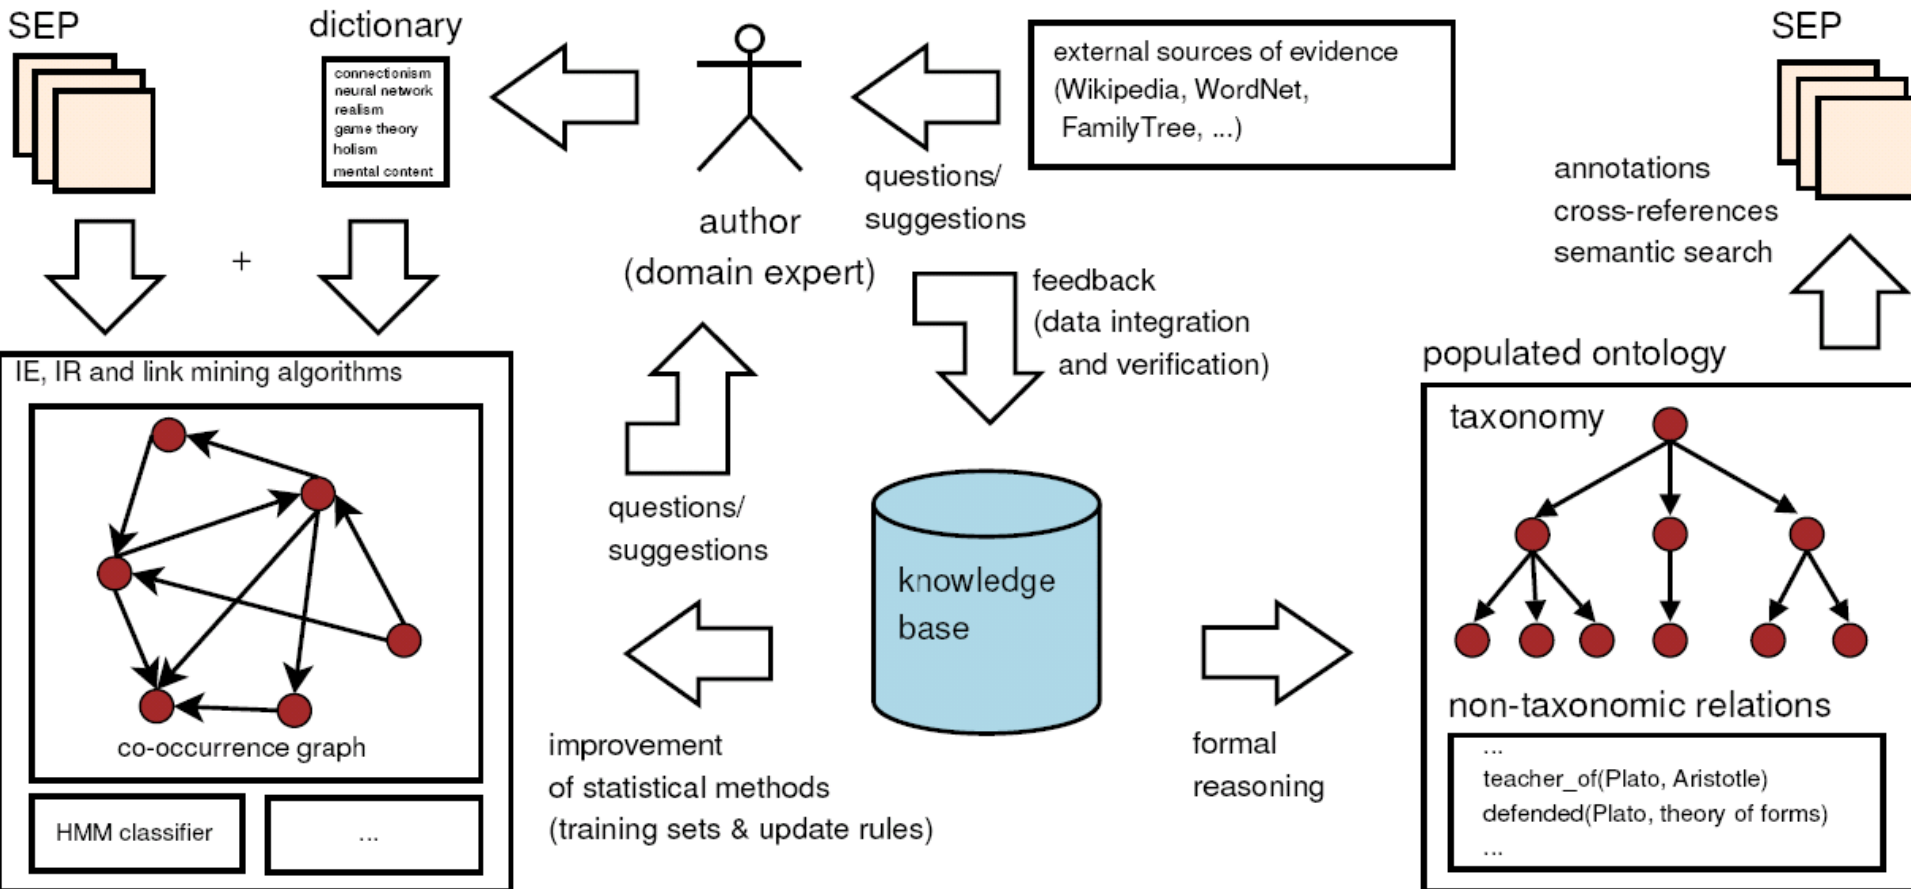 SEP
dictionary
connectionism
neural network
realism
game theory
holism
mental content
+
author
(domain expert)
external sources of evidence
(Wikipedia, WordNet,
FamilyTree, ...)
questions/
suggestions
feedback
(data integration
and verification)
SEP
annotations
cross-references
semantic search
IE, IR and link mining algorithms
co-occurrence graph
HMM classifier
...
questions/
suggestions
knowledge
base
improvement
of statistical methods
(training sets & update rules)
formal
reasoning
populated ontology
taxonomy
non-taxonomic relations
...
teacher_of(Plato, Aristotle)
defended(Plato, theory of forms)
...